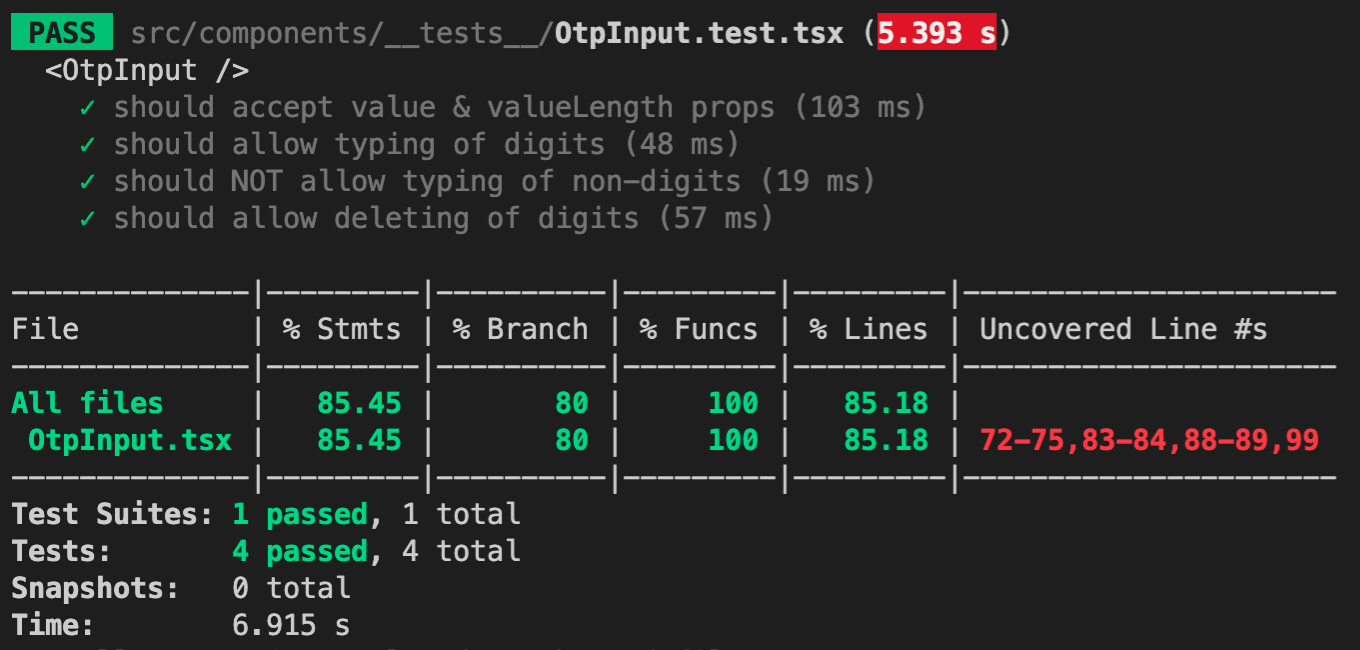 PASS src/components/__tests__/OtpInput.test.tsx (5.393 s)
<OtpInput />
✓ should accept value & valueLength props (103 ms)
✓ should allow typing of digits (48 ms)
✓ should NOT allow typing of non-digits (19 ms)
✓ should allow deleting of digits (57 ms)
--------------|---------|----------|---------|---------|----------------------
File | % Stmts | % Branch | % Funcs | % Lines | Uncovered Line #s
--------------|---------|----------|---------|---------|----------------------
All files | 85.45 | 80 | 100 | 85.18 |
OtpInput.tsx | 85.45 | 80 | 100 | 85.18 | 72-75,83-84,88-89,99
--------------|---------|----------|---------|---------|----------------------
Test Suites: 1 passed, 1 total
Tests: 4 passed, 4 total
Snapshots: 0 total
Time: 6.915 s